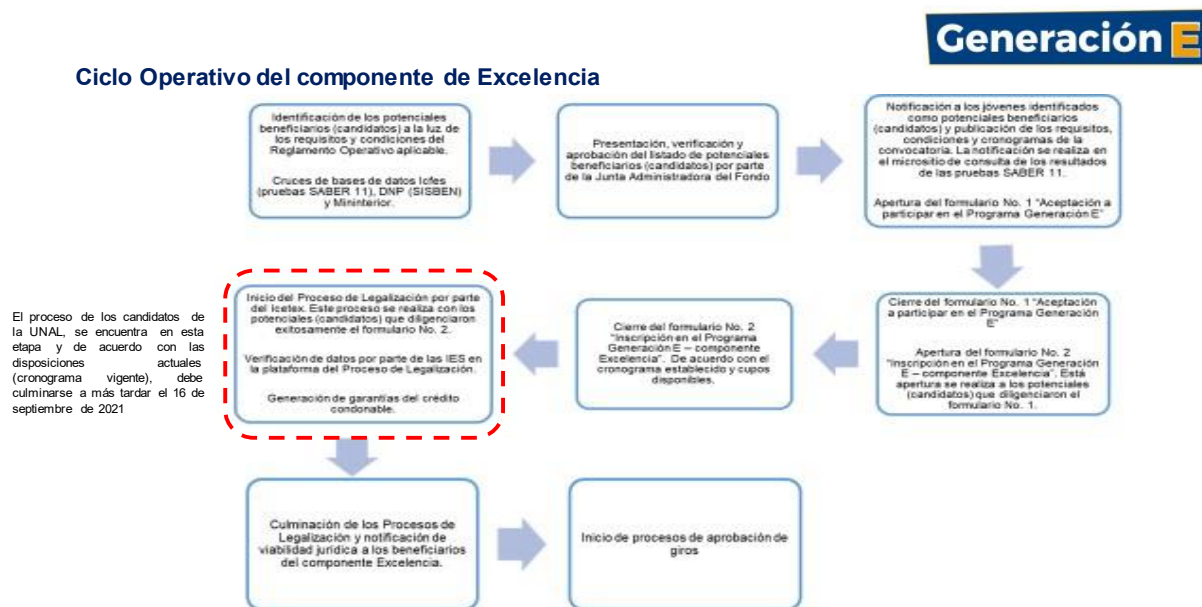 Generación E
Ciclo Operativo del componente de Excelencia
Identificación de los potenciales
beneficiarios (candidatos) a la luz de
los requisitos y condiciones del
Reglamento Operativo aplicable.
Cruces de bases de datos Icfes
(pruebas SABER 11), DNP (SISBEN)
y Mininterior.
Presentación, verificación y
aprobación del listado de potenciales
beneficiarios (candidatos) por parte
de la Junta Administradora del Fondo
Notificación a los jóvenes identificados
como potenciales beneficiarios
(candidatos) y publicación de los requisitos,
condiciones y cronogramas de la
convocatoria. La notificación se realiza en
el micrositio de consulta de los resultados
de las pruebas SABER 11.
Apertura del formulario No. 1 "Aceptación a
participar en el Programa Generación E"
Cierre del formulario No. 1 "Aceptación
a participar en el Programa Generación
E"
Apertura del formulario No. 2
"Inscripción en el Programa Generación
E – componente Excelencia". Está
apertura se realiza a los potenciales
(candidatos) que diligenciaron el
formulario No. 1.
Cierre del formulario No. 2
"Inscripción en el Programa
Generación E – componente
Excelencia". De acuerdo con el
cronograma establecido y cupos
disponibles.
Inicio del Proceso de Legalización por parte
del Icetex. Este proceso se realiza con los
potenciales (candidatos) que diligenciaron
exitosamente el formulario No. 2.
Verificación de datos por parte de las IES en
la plataforma del Proceso de Legalización.
Generación de garantías del crédito
condonable.
El proceso de los candidatos de
la UNAL, se encuentra en esta
etapa y de acuerdo con las
disposiciones actuales
(cronograma vigente), debe
culminarse a más tardar el 16 de
septiembre de 2021
Culminación de los Procesos de
Legalización y notificación de
viabilidad jurídica a los beneficiarios
del componente Excelencia.
Inicio de procesos de aprobación de
giros